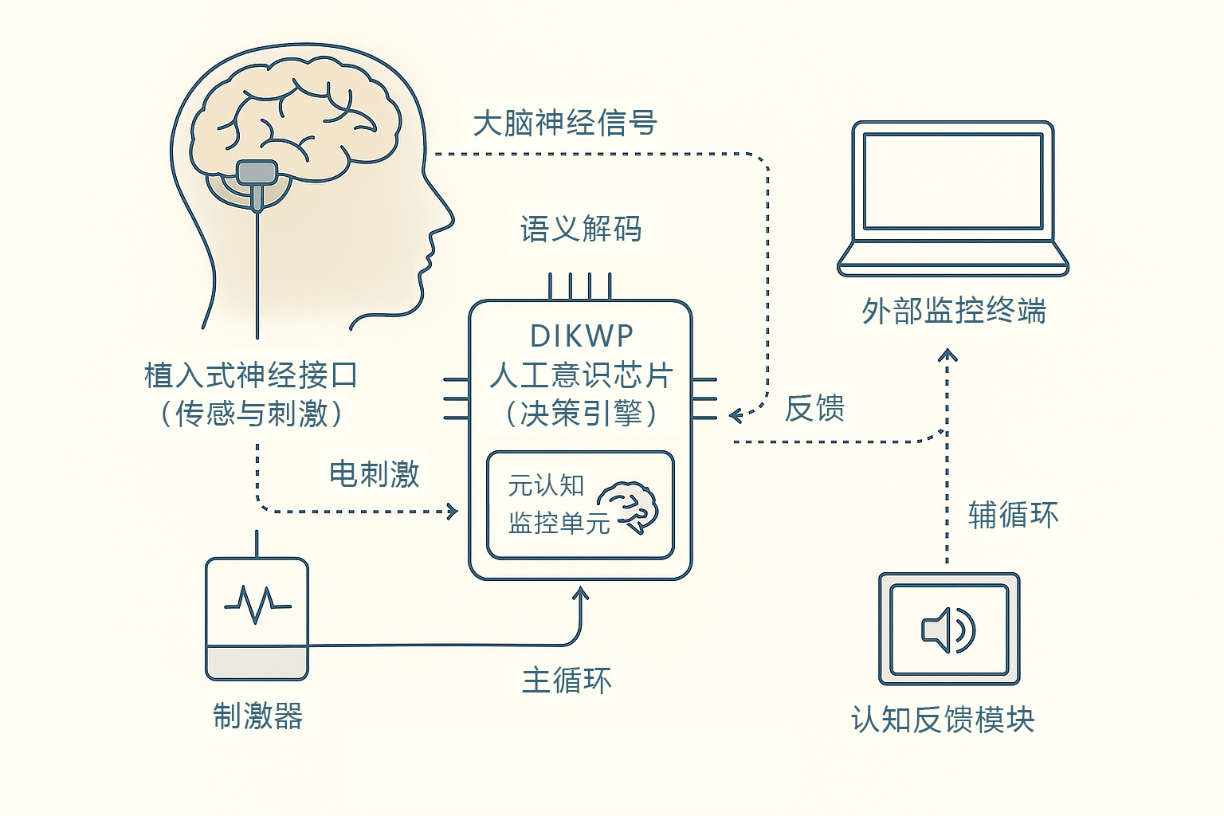 大脑神经信号
语义解码
DIKWP
人工意识芯片
（决策引擎）
元认知
监控单元
外部监控终端
植入式神经接口
（传感与刺激）
反馈
电刺激
辅循环
主循环
制激器
认知反馈模块